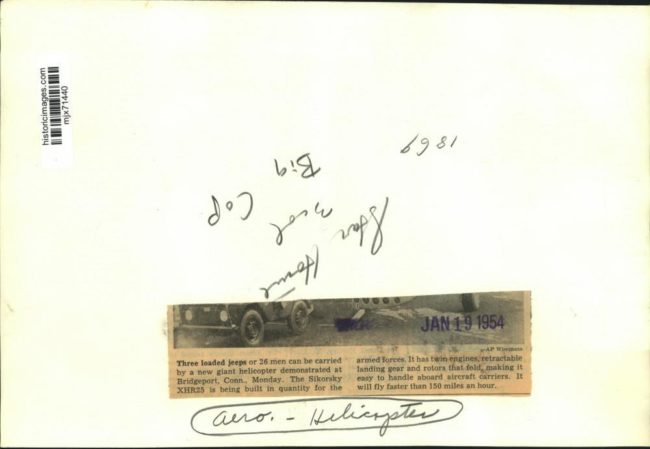 historicimages.com
mjx71440
1869
Big
CoP
Home
JAN 19 1954
—AP Wirephoto
Three loaded jeeps or 26 men can be carried
by a new giant helicopter demonstrated at
Bridgeport, Conn., Monday. The Sikorsky
XHR25 is being built in quantity for the
armed forces. It has twin engines, retractable
landing gear and rotors that fold, making it
easy to handle aboard aircraft carriers. It
will fly faster than 150 miles an hour.
aero. - Helicopter